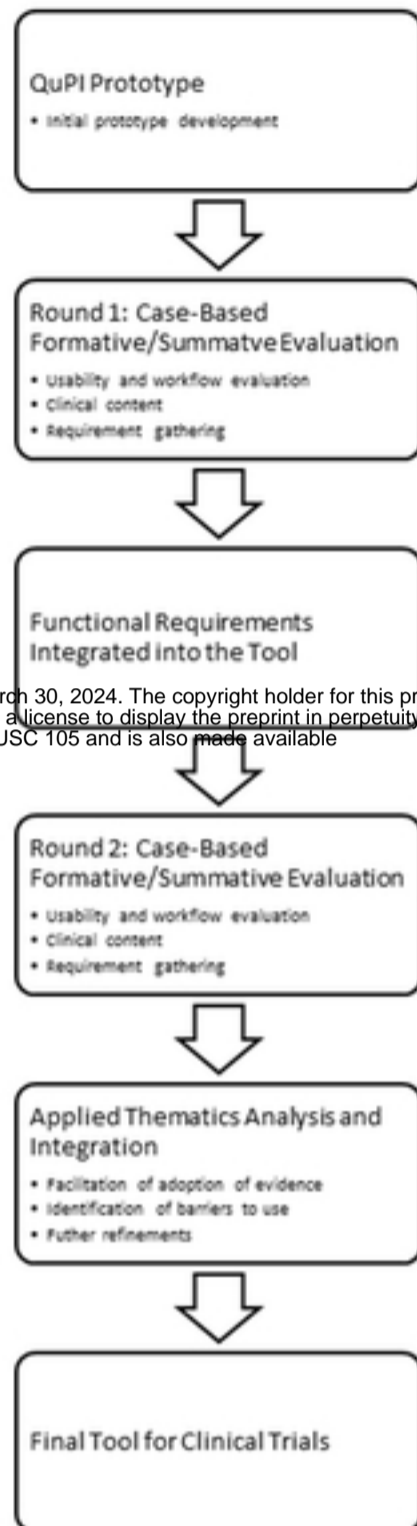 QuPI Prototype
• Initial prototype development
Round 1: Case-Based
Formative/Summatve Evaluation
• Usability and workflow evaluation
• Clinical content
• Requirement gathering
Functional Requirements
Integrated into the Tool
rch 30, 2024. The copyright holder for this pr
a license to display the preprint in perpetuity
USC 105 and is also made available
Round 2: Case-Based
Formative/Summative Evaluation
• Usability and workflow evaluation
• Clinical content
• Requirement gathering
Applied Thematics Analysis and
Integration
• Facilitation of adoption of evidence
• Identification of barriers to use
• Futher refinements
Final Tool for Clinical Trials